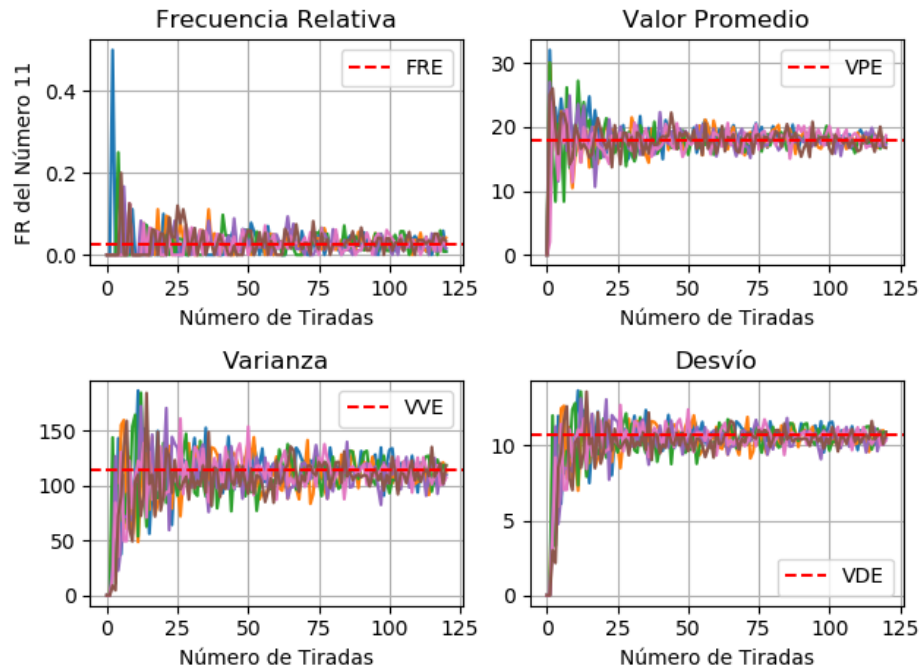 Frecuencia Relativa
FR del Número 11
0.4
0.2
0.0
FRE
0 25 50 75 100 125
Número de Tiradas
Valor Promedio
30
20
10
0
VPE
0 50 100 125
Número de Tiradas
Varianza
150
100
50
0
VVE
0 25 50 75 100 125
Número de Tiradas
Desvío
10
5
0
VDE
0 25 50 75 100 125
Número de Tiradas